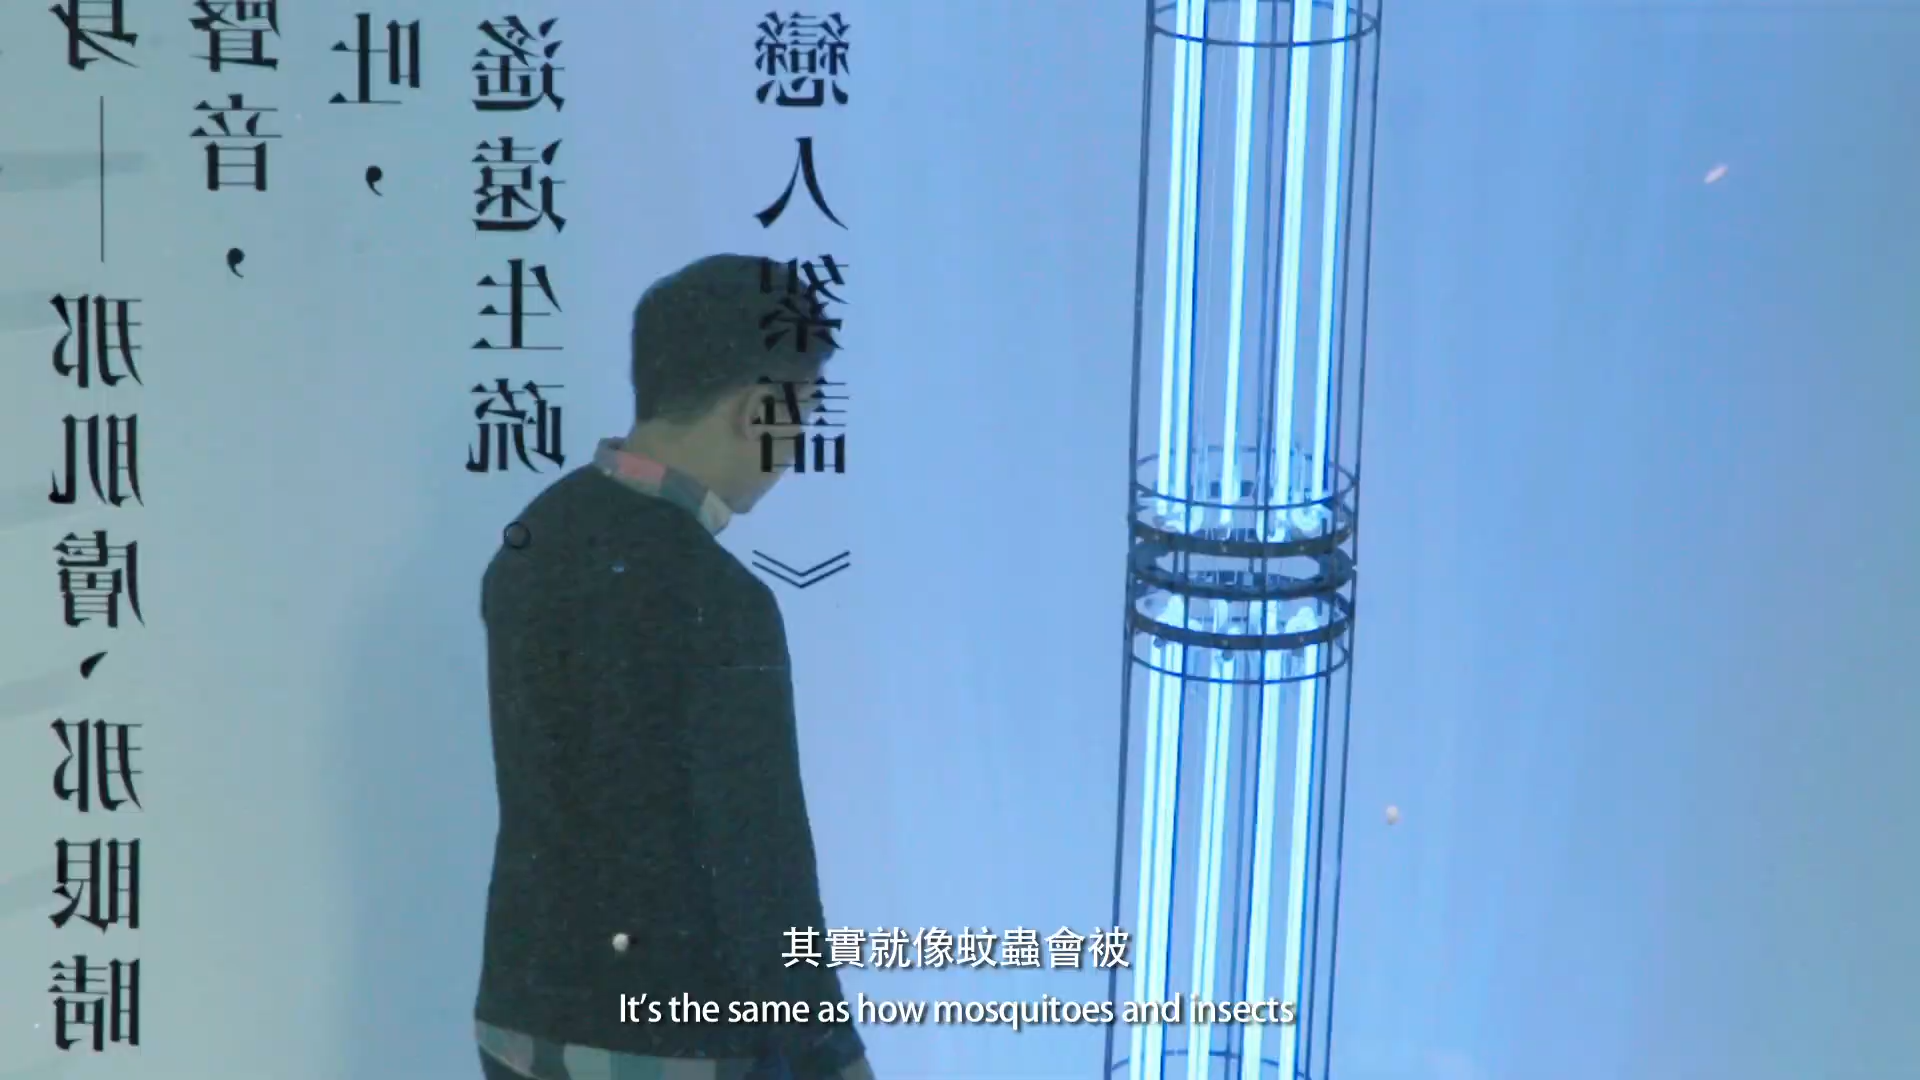 身——那肌膚、那眼睛
聲音，
吐，
遙遠生疏。
戀人絮語》
其實就像蚊蟲會被
It's the same as how mosquitoes and insects